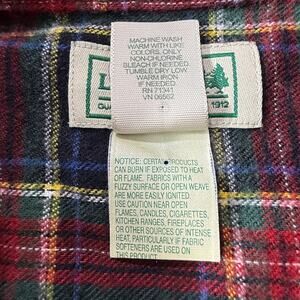 MACHINE WASH
WARM WITH LIKE
COLORS, ONLY
NON-CHLORINE
BLEACH IF NEEDED.
TUMBLE DRY LOW
WARM IRON
IF NEEDED.
RN 71341
VN 06562
L
1912
NOTICE: CERTAIN PRODUCTS
CAN BURN IF EXPOSED TO HEAT
OR FLAME. FABRICS WITH A
FUZZY SURFACE OR OPEN WEAVE
ARE MORE EASILY IGNITED.
USE CAUTION NEAR OPEN
FLAMES, CANDLES, CIGARETTES,
KITCHEN RANGES, FIREPLACES
OR OTHER SOURCES OF INTENSE
HEAT, PARTICULARLY IF FABRIC
SOFTENERS ARE USED ON
THIS PRODUCT